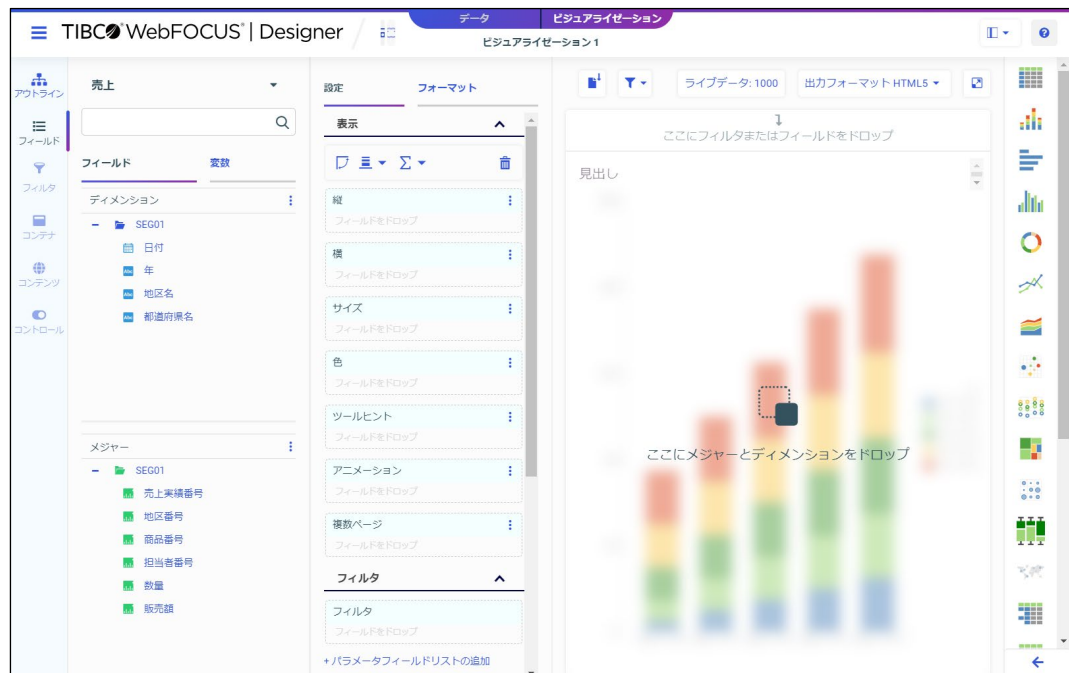 TIBCO WebFOCUS® | Designer
データ
ビジュアライゼーション
ビジュアライゼーション 1
アウトライン
フィールド
フィルタ
コンテナ
コンテンツ
コントロール
売上
フィールド
変数
ディメンション
SEG01
日付
Abc 年
Abc 地区名
Abc 都道府県名
メジャー
SEG01
売上実績番号
地区番号
商品番号
担当者番号
数量
販売額
設定
フォーマット
表示
縦
フィールドをドロップ
横
フィールドをドロップ
サイズ
フィールドをドロップ
色
フィールドをドロップ
ツールヒント
フィールドをドロップ
アニメーション
フィールドをドロップ
複数ページ
フィールドをドロップ
フィルタ
フィルタ
フィールドをドロップ
+ パラメータフィールドリストの追加
ライブデータ: 1000
出力フォーマット HTML5
ここにフィルタまたはフィールドをドロップ
見出し
ここにメジャーとディメンションをドロップ